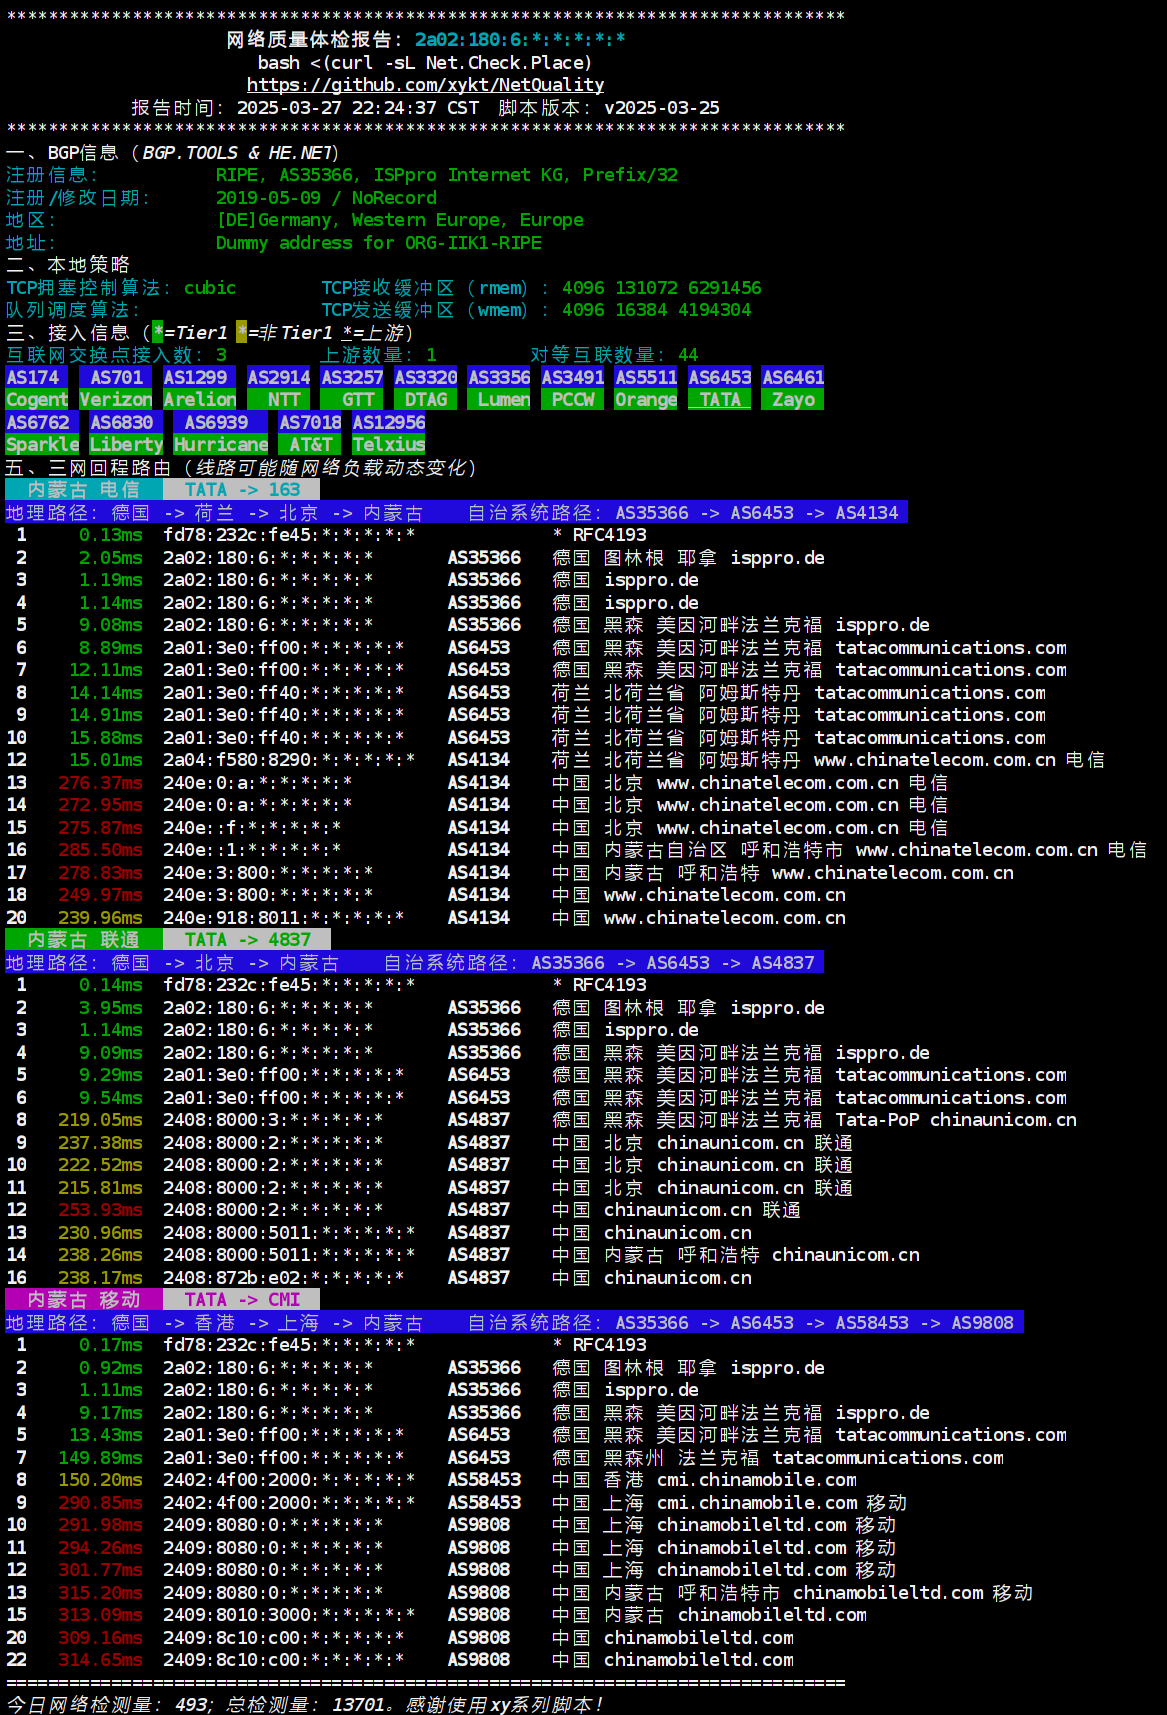 ********************************************************************************
网络质量体检报告：2a02:180:6:*:*:*:*:*
bash <(curl -sL Net.Check.Place)
https://github.com/xykt/NetQuality
报告时间：2025-03-27 22:24:37 CST 脚本版本：v2025-03-25
********************************************************************************
一、BGP信息（BGP.TOOLS & HE.NET）
注册信息： RIPE, AS35366, ISPpro Internet KG, Prefix/32
注册/修改日期： 2019-05-09 / NoRecord
地区： [DE]Germany, Western Europe, Europe
地址： Dummy address for ORG-IIK1-RIPE
二、本地策略
TCP拥塞控制算法：cubic TCP接收缓冲区（rmem）：4096 131072 6291456
队列调度算法： TCP发送缓冲区（wmem）：4096 16384 4194304
三、接入信息（*=Tier1 *=非Tier1 *=上游）
互联网交换点接入数：3 上游数量：1 对等互联数量：44
AS174 AS701 AS1299 AS2914 AS3257 AS3320 AS3356 AS3491 AS5511 AS6453 AS6461
Cogent Verizon Arelion NTT GTT DTAG Lumen PCCW Orange TATA Zayo
AS6762 AS6830 AS6939 AS7018 AS12956
Sparkle Liberty Hurricane AT&T Telxius
五、三网回程路由（线路可能随网络负载动态变化）
内蒙古 电信 TATA -> 163
地理路径：德国 -> 荷兰 -> 北京 -> 内蒙古 自治系统路径：AS35366 -> AS6453 -> AS4134
1 0.13ms fd78:232c:fe45:*:*:*:*:* * RFC4193
2 2.05ms 2a02:180:6:*:*:*:*:* AS35366 德国 图林根 耶拿 isppro.de
3 1.19ms 2a02:180:6:*:*:*:*:* AS35366 德国 isppro.de
4 1.14ms 2a02:180:6:*:*:*:*:* AS35366 德国 isppro.de
5 9.08ms 2a02:180:6:*:*:*:*:* AS35366 德国 黑森 美因河畔法兰克福 isppro.de
6 8.89ms 2a01:3e0:ff00:*:*:*:*:* AS6453 德国 黑森 美因河畔法兰克福 tatacommunications.com
7 12.11ms 2a01:3e0:ff00:*:*:*:*:* AS6453 德国 黑森 美因河畔法兰克福 tatacommunications.com
8 14.14ms 2a01:3e0:ff40:*:*:*:*:* AS6453 荷兰 北荷兰省 阿姆斯特丹 tatacommunications.com
9 14.91ms 2a01:3e0:ff40:*:*:*:*:* AS6453 荷兰 北荷兰省 阿姆斯特丹 tatacommunications.com
10 15.88ms 2a01:3e0:ff40:*:*:*:*:* AS6453 荷兰 北荷兰省 阿姆斯特丹 tatacommunications.com
12 15.01ms 2a04:f580:8290:*:*:*:*:* AS4134 荷兰 北荷兰省 阿姆斯特丹 www.chinatelecom.com.cn 电信
13 276.37ms 240e:0:a:*:*:*:*:* AS4134 中国 北京 www.chinatelecom.com.cn 电信
14 272.95ms 240e:0:a:*:*:*:*:* AS4134 中国 北京 www.chinatelecom.com.cn 电信
15 275.87ms 240e::f:*:*:*:*:* AS4134 中国 北京 www.chinatelecom.com.cn 电信
16 285.50ms 240e::1:*:*:*:*:* AS4134 中国 内蒙古自治区 呼和浩特市 www.chinatelecom.com.cn 电信
17 278.83ms 240e:3:800:*:*:*:*:* AS4134 中国 内蒙古 呼和浩特 www.chinatelecom.com.cn
18 249.97ms 240e:3:800:*:*:*:*:* AS4134 中国 www.chinatelecom.com.cn
20 239.96ms 240e:918:8011:*:*:*:*:* AS4134 中国 www.chinatelecom.com.cn
内蒙古 联通 TATA -> 4837
地理路径：德国 -> 北京 -> 内蒙古 自治系统路径：AS35366 -> AS6453 -> AS4837
1 0.14ms fd78:232c:fe45:*:*:*:*:* * RFC4193
2 3.95ms 2a02:180:6:*:*:*:*:* AS35366 德国 图林根 耶拿 isppro.de
3 1.14ms 2a02:180:6:*:*:*:*:* AS35366 德国 isppro.de
4 9.09ms 2a02:180:6:*:*:*:*:* AS35366 德国 黑森 美因河畔法兰克福 isppro.de
5 9.29ms 2a01:3e0:ff00:*:*:*:*:* AS6453 德国 黑森 美因河畔法兰克福 tatacommunications.com
6 9.54ms 2a01:3e0:ff00:*:*:*:*:* AS6453 德国 黑森 美因河畔法兰克福 tatacommunications.com
8 219.05ms 2408:8000:3:*:*:*:*:* AS4837 德国 黑森 美因河畔法兰克福 Tata-PoP chinaunicom.cn
9 237.38ms 2408:8000:2:*:*:*:*:* AS4837 中国 北京 chinaunicom.cn 联通
10 222.52ms 2408:8000:2:*:*:*:*:* AS4837 中国 北京 chinaunicom.cn 联通
11 215.81ms 2408:8000:2:*:*:*:*:* AS4837 中国 北京 chinaunicom.cn 联通
12 253.93ms 2408:8000:2:*:*:*:*:* AS4837 中国 chinaunicom.cn 联通
13 230.96ms 2408:8000:5011:*:*:*:*:* AS4837 中国 chinaunicom.cn
14 238.26ms 2408:8000:5011:*:*:*:*:* AS4837 中国 内蒙古 呼和浩特 chinaunicom.cn
16 238.17ms 2408:872b:e02:*:*:*:*:* AS4837 中国 chinaunicom.cn
内蒙古 移动 TATA -> CMI
地理路径：德国 -> 香港 -> 上海 -> 内蒙古 自治系统路径：AS35366 -> AS6453 -> AS58453 -> AS9808
1 0.17ms fd78:232c:fe45:*:*:*:*:* * RFC4193
2 0.92ms 2a02:180:6:*:*:*:*:* AS35366 德国 图林根 耶拿 isppro.de
3 1.11ms 2a02:180:6:*:*:*:*:* AS35366 德国 isppro.de
4 9.17ms 2a02:180:6:*:*:*:*:* AS35366 德国 黑森 美因河畔法兰克福 isppro.de
5 13.43ms 2a01:3e0:ff00:*:*:*:*:* AS6453 德国 黑森 美因河畔法兰克福 tatacommunications.com
7 149.89ms 2a01:3e0:ff00:*:*:*:*:* AS6453 德国 黑森州 法兰克福 tatacommunications.com
8 150.20ms 2402:4f00:2000:*:*:*:*:* AS58453 中国 香港 cmi.chinamobile.com
9 290.85ms 2402:4f00:2000:*:*:*:*:* AS58453 中国 上海 cmi.chinamobile.com 移动
10 291.98ms 2409:8080:0:*:*:*:*:* AS9808 中国 上海 chinamobileltd.com 移动
11 294.26ms 2409:8080:0:*:*:*:*:* AS9808 中国 上海 chinamobileltd.com 移动
12 301.77ms 2409:8080:0:*:*:*:*:* AS9808 中国 上海 chinamobileltd.com 移动
13 315.20ms 2409:8080:0:*:*:*:*:* AS9808 中国 内蒙古 呼和浩特市 chinamobileltd.com 移动
15 313.09ms 2409:8010:3000:*:*:*:*:* AS9808 中国 内蒙古 chinamobileltd.com
20 309.16ms 2409:8c10:c00:*:*:*:*:* AS9808 中国 chinamobileltd.com
22 314.65ms 2409:8c10:c00:*:*:*:*:* AS9808 中国 chinamobileltd.com
================================================================================
今日网络检测量：493；总检测量：13701。感谢使用xy系列脚本！